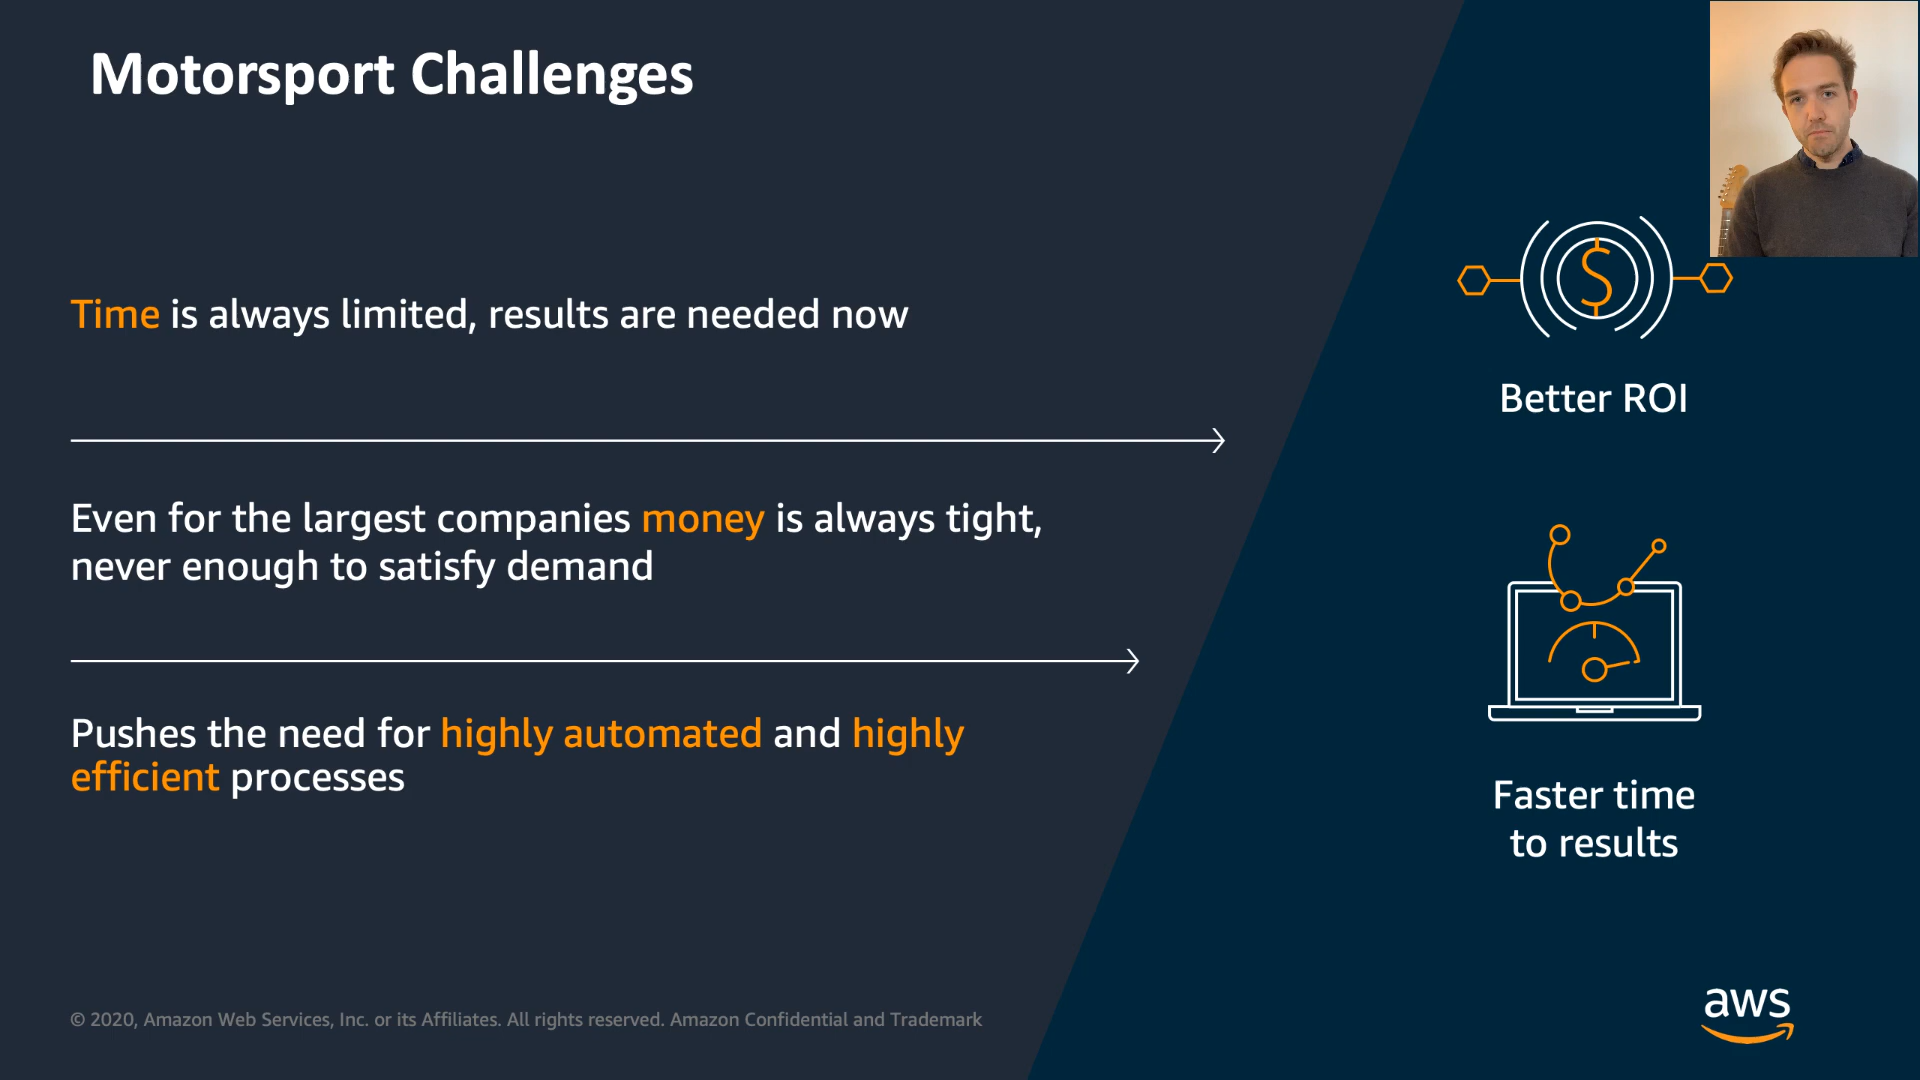 Motorsport Challenges
Time is always limited, results are needed now
Even for the largest companies money is always tight,
never enough to satisfy demand
Pushes the need for highly automated and highly
efficient processes
$
Better ROI
Faster time
to results
© 2020, Amazon Web Services, Inc. or its Affiliates. All rights reserved. Amazon Confidential and Trademark
aws